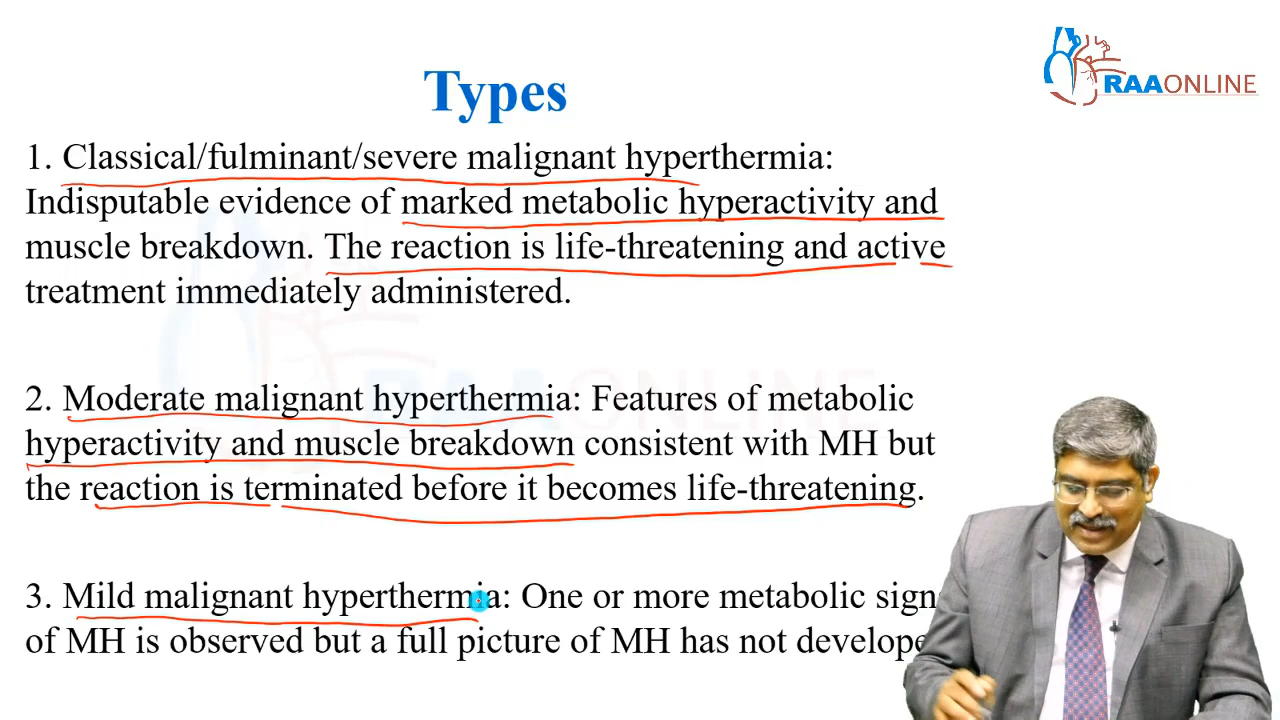 RAAONLINE
Types
1. Classical/fulminant/severe malignant hyperthermia:
Indisputable evidence of marked metabolic hyperactivity and
muscle breakdown. The reaction is life-threatening and active
treatment immediately administered.
2. Moderate malignant hyperthermia: Features of metabolic
hyperactivity and muscle breakdown consistent with MH but
the reaction is terminated before it becomes life-threatening.
3. Mild malignant hyperthermia: One or more metabolic sign
of MH is observed but a full picture of MH has not develope
RAAONLINE